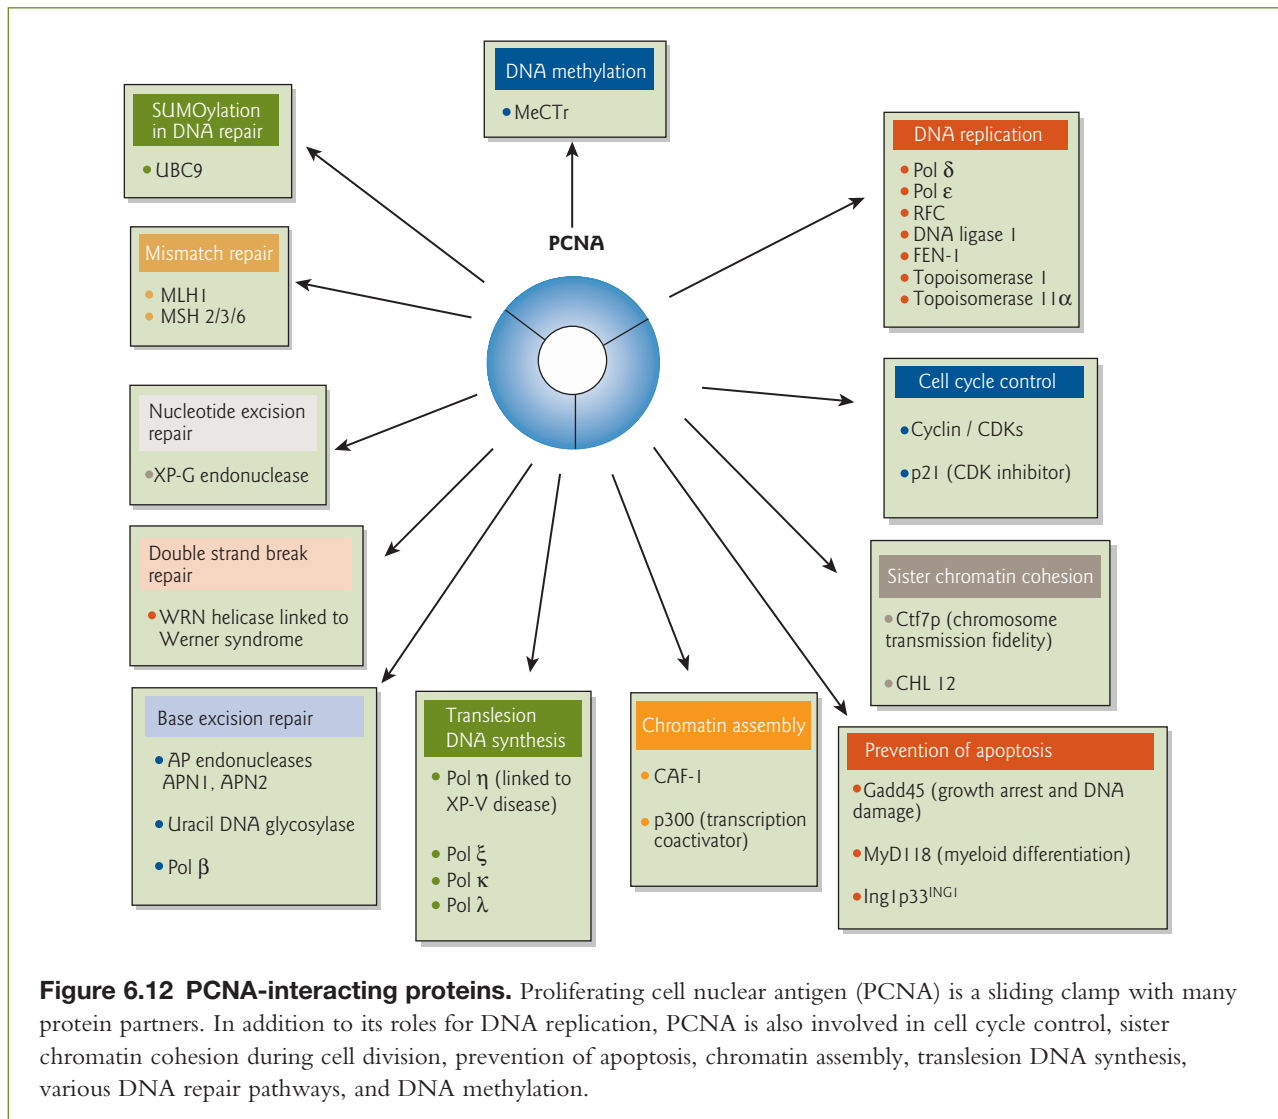 DNA methylation
• MeCTr
SUMOylation
in DNA repair
• UBC9
DNA replication
• Pol δ
• Pol ε
• RFC
• DNA ligase 1
• FEN-1
• Topoisomerase 1
• Topoisomerase 11α
PCNA
Mismatch repair
• MLH1
• MSH 2/3/6
Cell cycle control
• Cyclin / CDKs
• p21 (CDK inhibitor)
Nucleotide excision
repair
• XP-G endonuclease
Double strand break
repair
• WRN helicase linked to
Werner syndrome
Sister chromatin cohesion
• Ctf7p (chromosome
transmission fidelity)
• CHL 12
Base excision repair
• AP endonucleases
APN1, APN2
• Uracil DNA glycosylase
• Pol β
Translesion
DNA synthesis
• Pol η (linked to
XP-V disease)
• Pol ξ
• Pol κ
• Pol λ
Chromatin assembly
• CAF-1
• p300 (transcription
coactivator)
Prevention of apoptosis
• Gadd45 (growth arrest and DNA
damage)
• MyD118 (myeloid differentiation)
• Ing1p33^ING1
Figure 6.12 PCNA-interacting proteins. Proliferating cell nuclear antigen (PCNA) is a sliding clamp with many
protein partners. In addition to its roles for DNA replication, PCNA is also involved in cell cycle control, sister
chromatin cohesion during cell division, prevention of apoptosis, chromatin assembly, translesion DNA synthesis,
various DNA repair pathways, and DNA methylation.